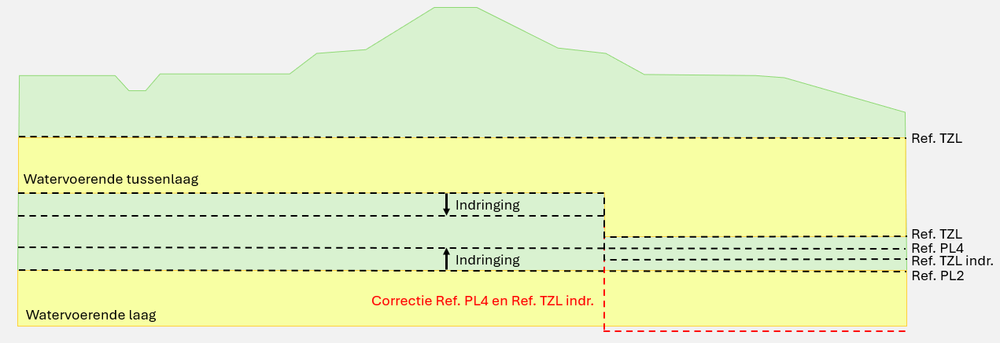 Ref. TZL
Watervoerende tussenlaag
Indringing
Ref. TZL
Ref. PL4
Indringing
Ref. TZL indr.
Ref. PL2
Correctie Ref. PL4 en Ref. TZL indr.
Watervoerende laag